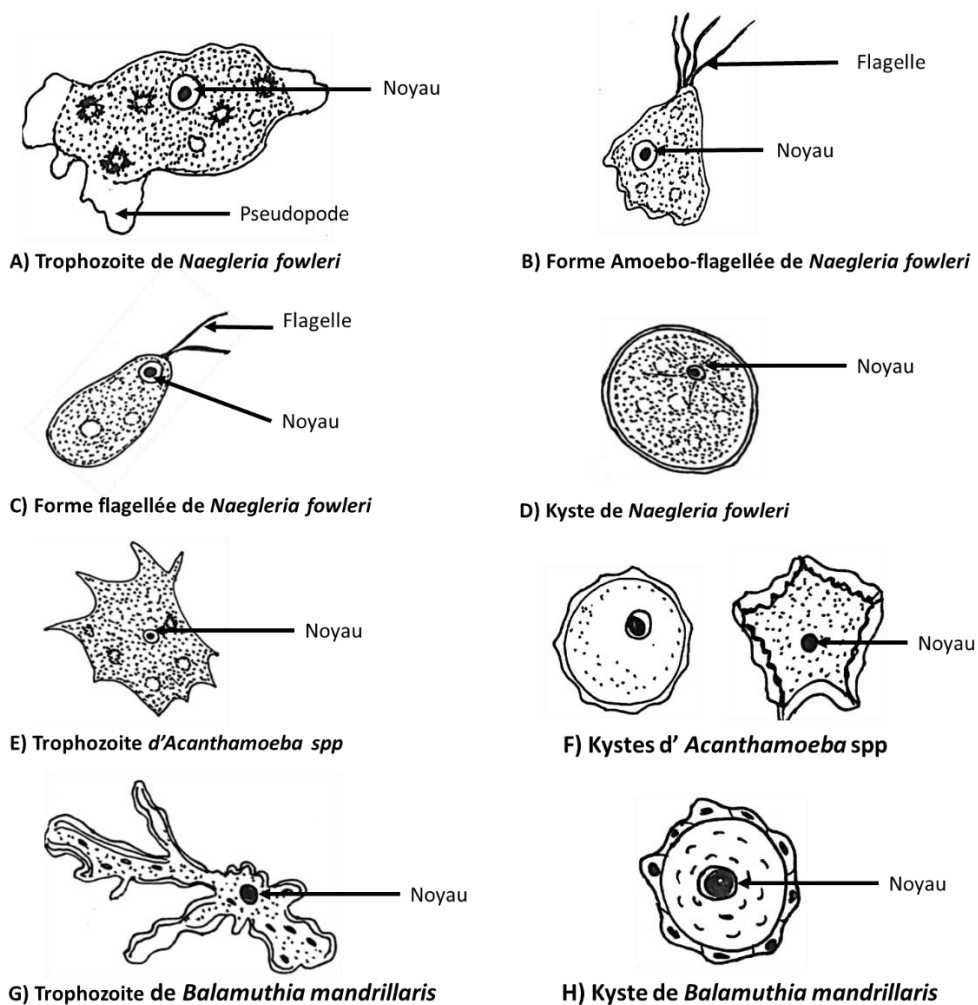 Noyau
Pseudopode
A) Trophozoite de Naegleria fowleri
Flagelle
Noyau
B) Forme Amoebo-flagellée de Naegleria fowleri
Flagelle
Noyau
C) Forme flagellée de Naegleria fowleri
Noyau
D) Kyste de Naegleria fowleri
Noyau
E) Trophozoite d’Acanthamoeba spp
Noyau
F) Kystes d’ Acanthamoeba spp
Noyau
G) Trophozoite de Balamuthia mandrillaris
Noyau
H) Kyste de Balamuthia mandrillaris